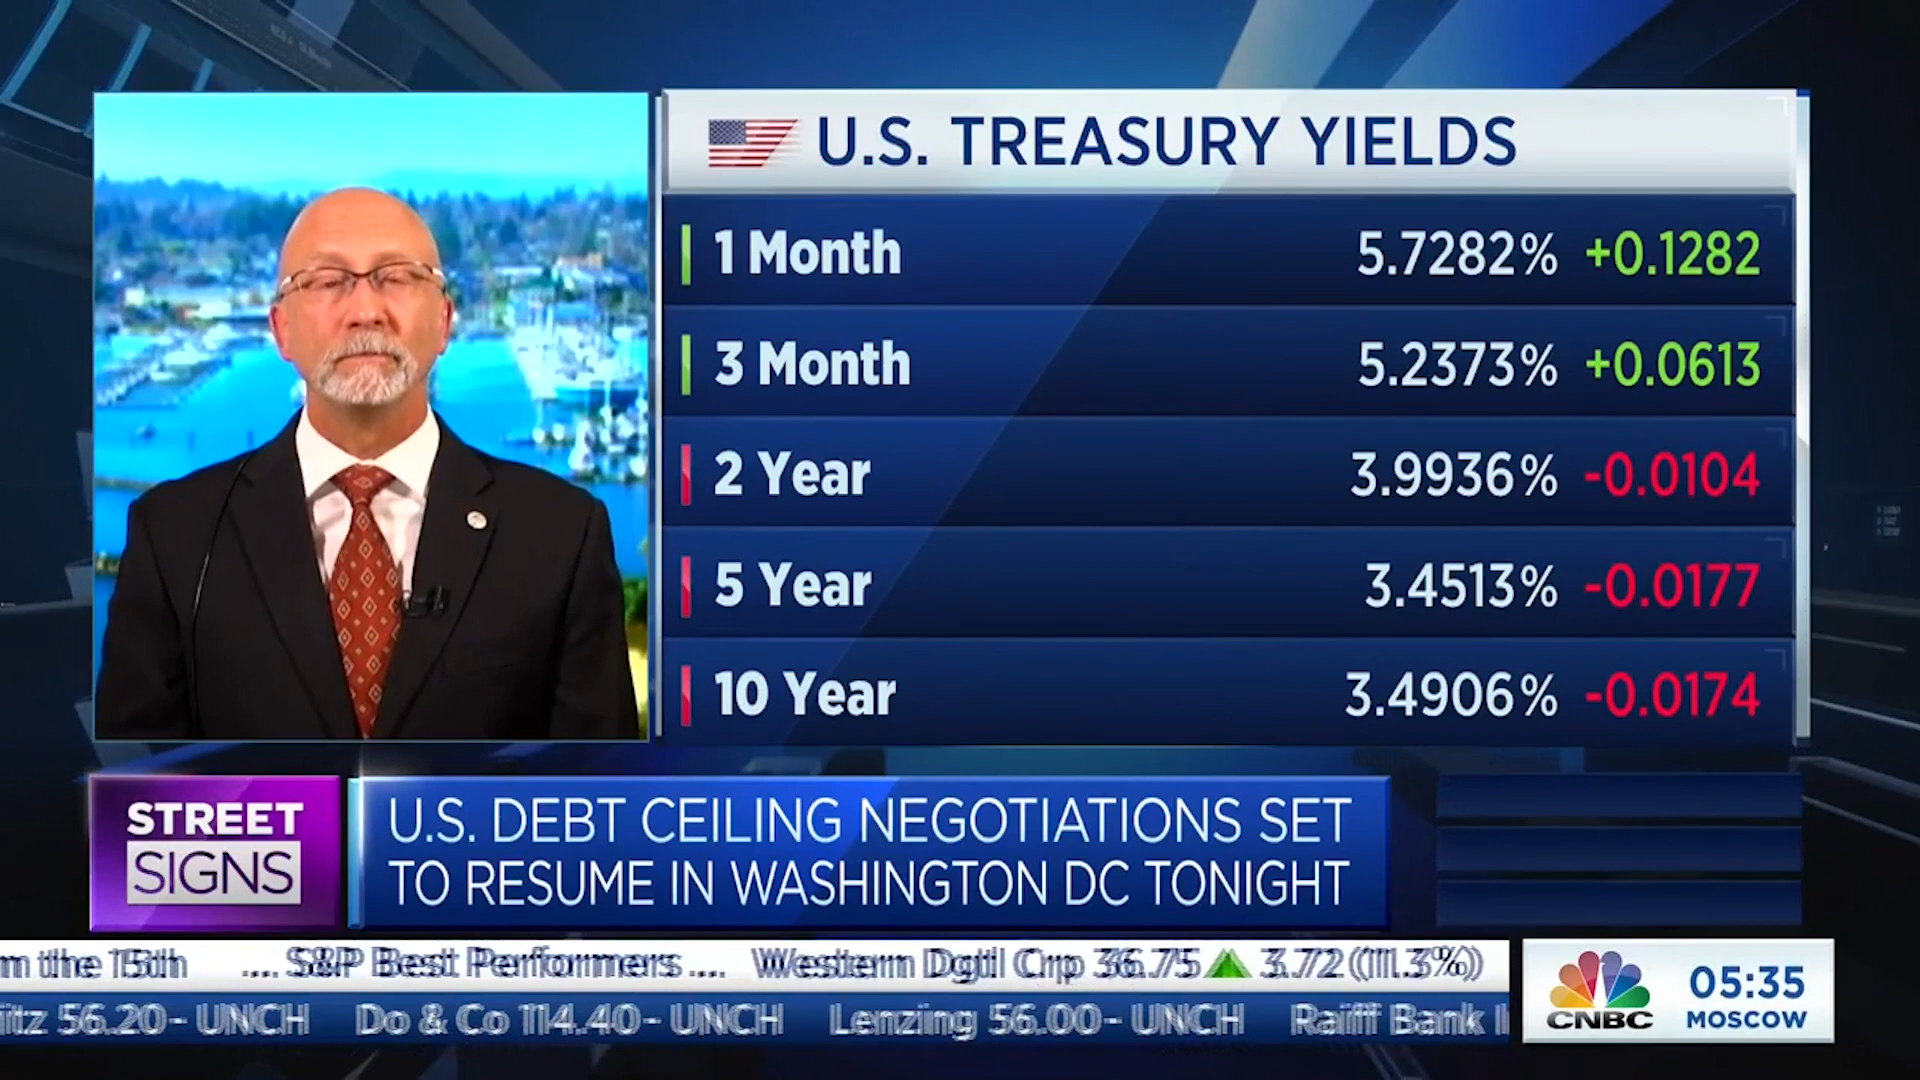 U.S. TREASURY YIELDS
1 Month 5.7282% +0.1282
3 Month 5.2373% +0.0613
2 Year 3.9936% -0.0104
5 Year 3.4513% -0.0177
10 Year 3.4906% -0.0174
STREET
SIGNS
U.S. DEBT CEILING NEGOTIATIONS SET
TO RESUME IN WASHINGTON DC TONIGHT
m the 15th .... S&P Best Performers .... Western Dgtl Crp 36.75 ▲ 3.72 (11.3%)
itz 56.20 - UNCH Do & Co 114.40 - UNCH Lenzing 56.00 - UNCH Raiff Bank I
CNBC
05:35
MOSCOW